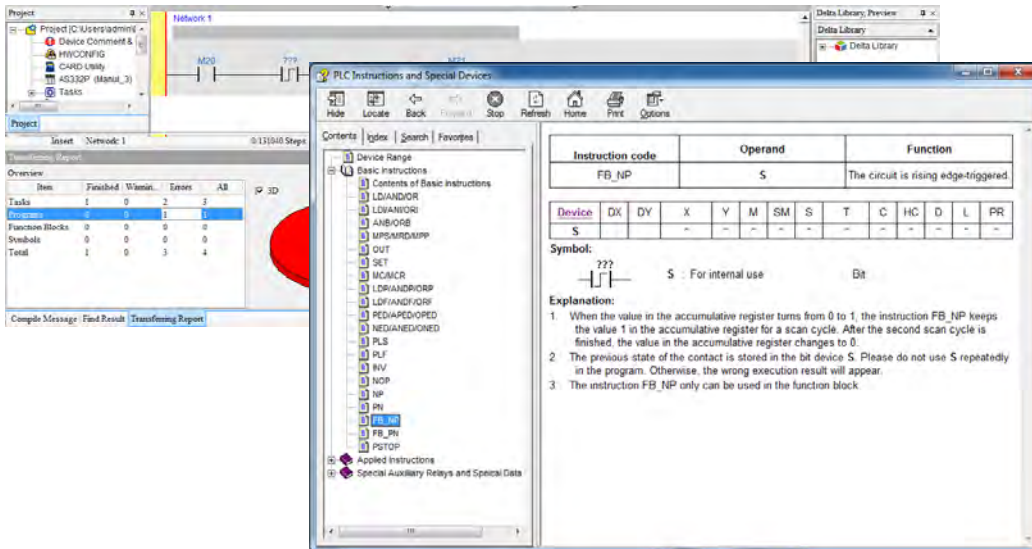 Project
Project [C:\Users\admini
Device Comment &
HWCONFIG
CARD Utility
AS332P (Manut_3)
Tasks
Project
Network 1
M20
???
M21
Delta Library, Preview
Delta Library
Delta Library
Insert Network: 1
0/131040 Steps
Transferring Report
Overview
Item Finished Warnin... Errors All
Tasks 1 0 2 3
Programs 0 0 1 1
Function Blocks 0 0 0 0
Symbols 0 0 0 0
Total 1 0 3 4
3D
Compile Message Find Result Transferring Report
PLC Instructions and Special Devices
Hide Locate Back Forward Stop Refresh Home Print Options
Contents Index Search Favorites
Device Range
Basic Instructions
Contents of Basic Instructions
LD/AND/OR
LDI/ANI/ORI
ANB/ORB
MPS/MRD/MPP
OUT
SET
MC/MCR
LDP/ANDP/ORP
LDF/ANDF/ORF
PED/APED/OPED
NED/ANED/ONED
PLS
PLF
INV
NOP
NP
PN
FB_NP
FB_PN
PSTOP
Applied Instructions
Special Auxiliary Relays and Speical Data
Instruction code Operand Function
FB_NP S The circuit is rising edge-triggered.
Device DX DY X Y M SM S T C HC D L PR
S - - - - - - - - - - -
Symbol:
???
S : For internal use Bit
Explanation:
1 When the value in the accumulative register turns from 0 to 1, the instruction FB_NP keeps
the value 1 in the accumulative register for a scan cycle. After the second scan cycle is
finished, the value in the accumulative register changes to 0.
2 The previous state of the contact is stored in the bit device S. Please do not use S repeatedly
in the program. Otherwise, the wrong execution result will appear.
3 The instruction FB_NP only can be used in the function block